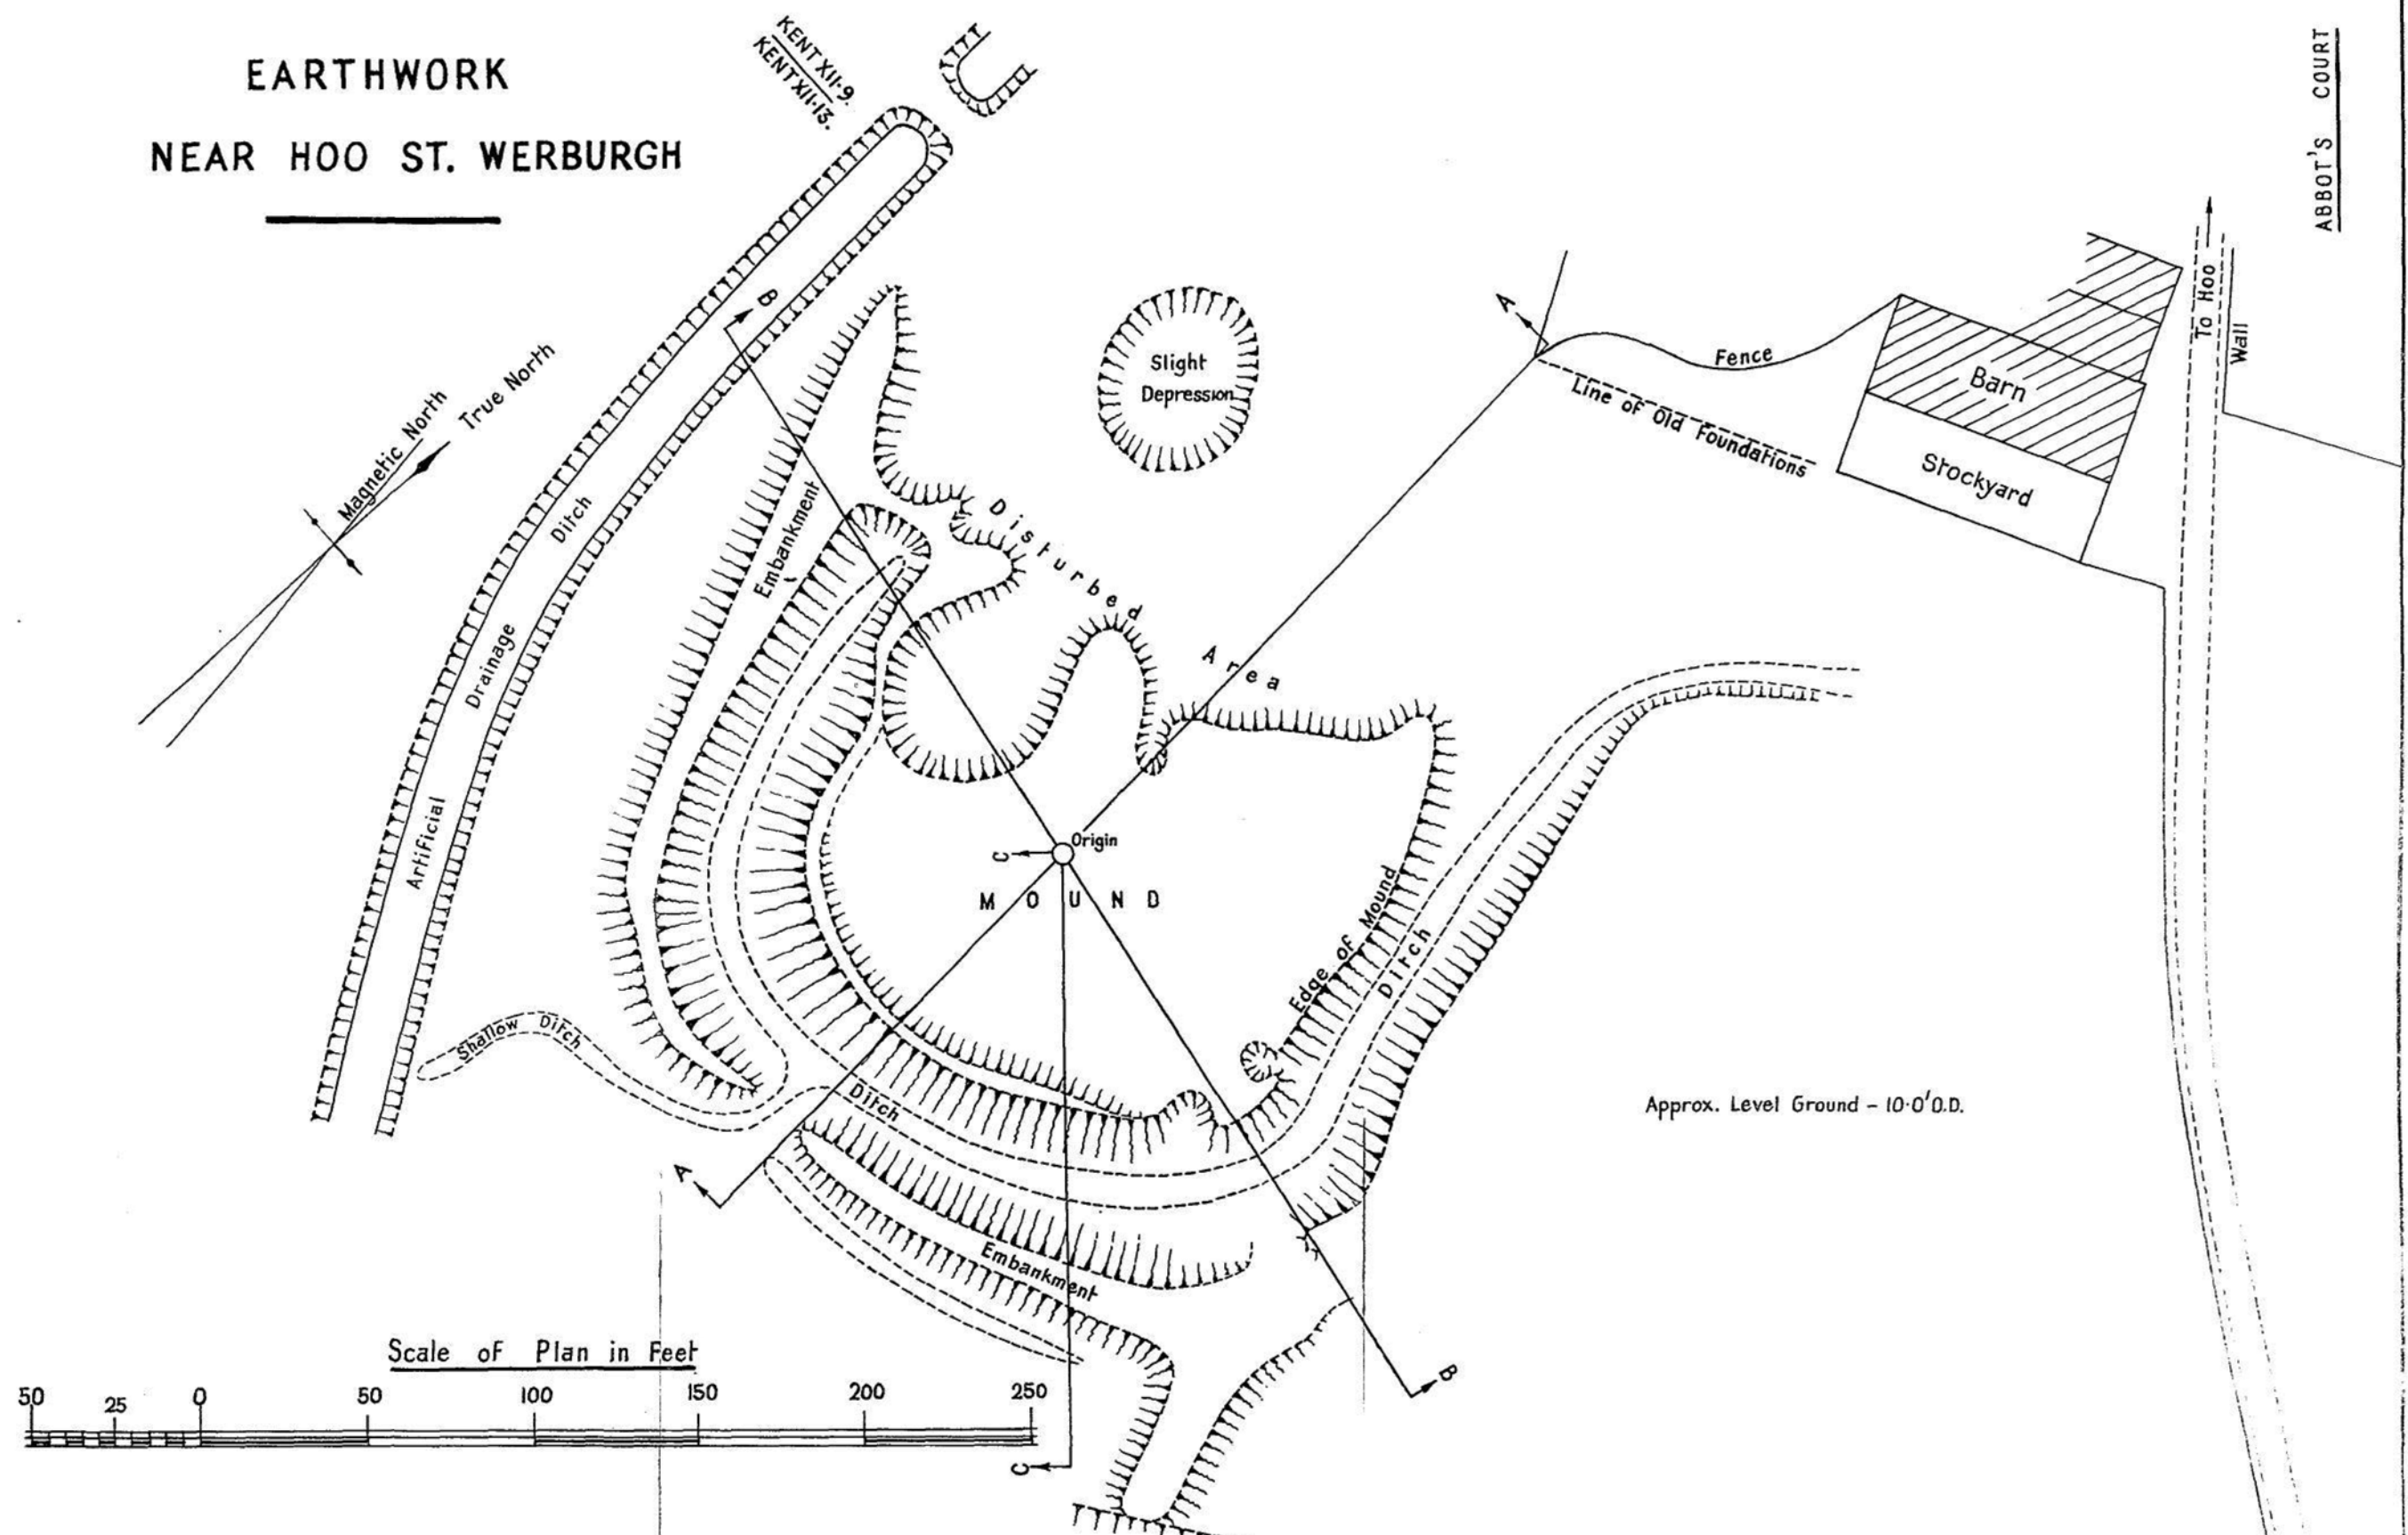 EARTHWORK
NEAR HOO ST. WERBURGH
KENT XII·9.
KENT XII·13.
ABBOT'S COURT
To Hoo
Wall
A
Fence
Barn
Line of Old Foundations
Stockyard
Slight
Depression
B
Magnetic North
True North
Artificial Drainage Ditch
Embankment
Disturbed Area
Origin
C
MOUND
Edge of Mound
Ditch
Shallow Ditch
Ditch
A
Embankment
Approx. Level Ground – 10·0' O.D.
B
C
Scale of Plan in Feet
50 25 0 50 100 150 200 250